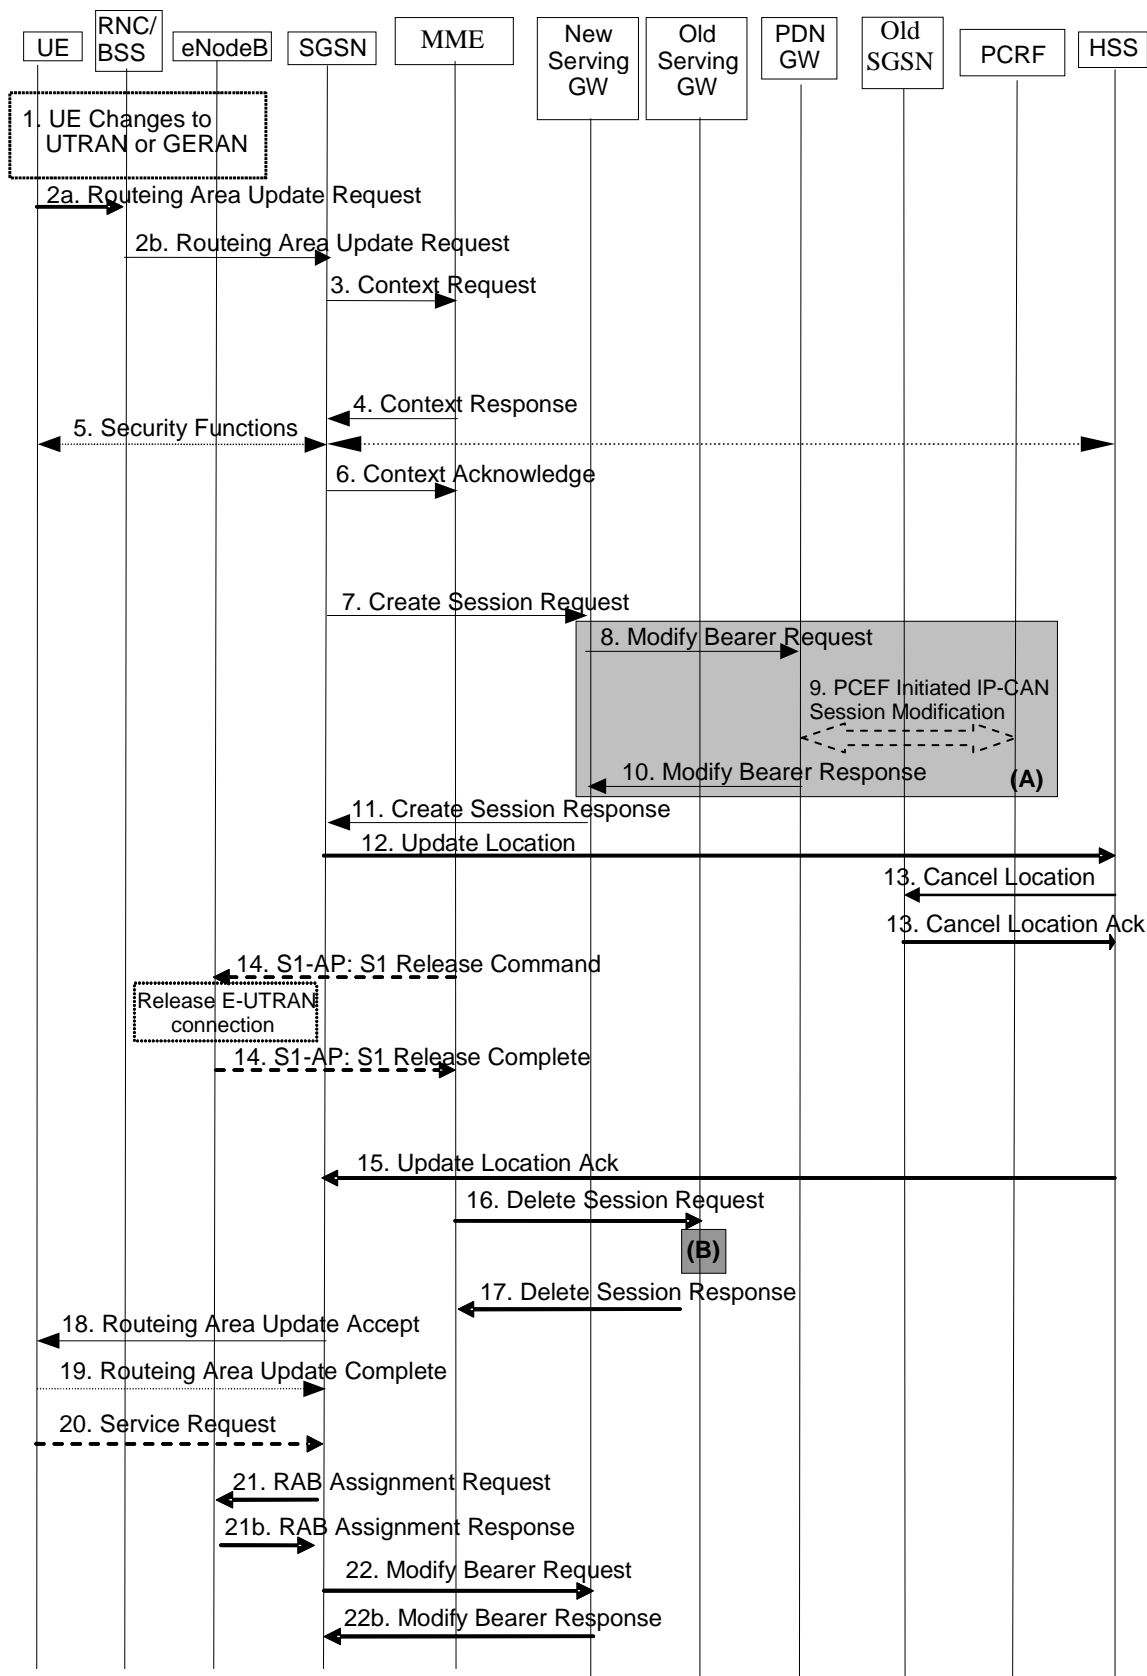 UE
RNC/
BSS
eNodeB
SGSN
MME
New
Serving
GW
Old
Serving
GW
PDN
GW
Old
SGSN
PCRF
HSS
1. UE Changes to
UTRAN or GERAN
2a. Routeing Area Update Request
2b. Routeing Area Update Request
3. Context Request
4. Context Response
5. Security Functions
6. Context Acknowledge
7. Create Session Request
8. Modify Bearer Request
9. PCEF Initiated IP-CAN
Session Modification
10. Modify Bearer Response
(A)
11. Create Session Response
12. Update Location
13. Cancel Location
13. Cancel Location Ack
14. S1-AP: S1 Release Command
Release E-UTRAN
connection
14. S1-AP: S1 Release Complete
15. Update Location Ack
16. Delete Session Request
(B)
17. Delete Session Response
18. Routeing Area Update Accept
19. Routeing Area Update Complete
20. Service Request
21. RAB Assignment Request
21b. RAB Assignment Response
22. Modify Bearer Request
22b. Modify Bearer Response